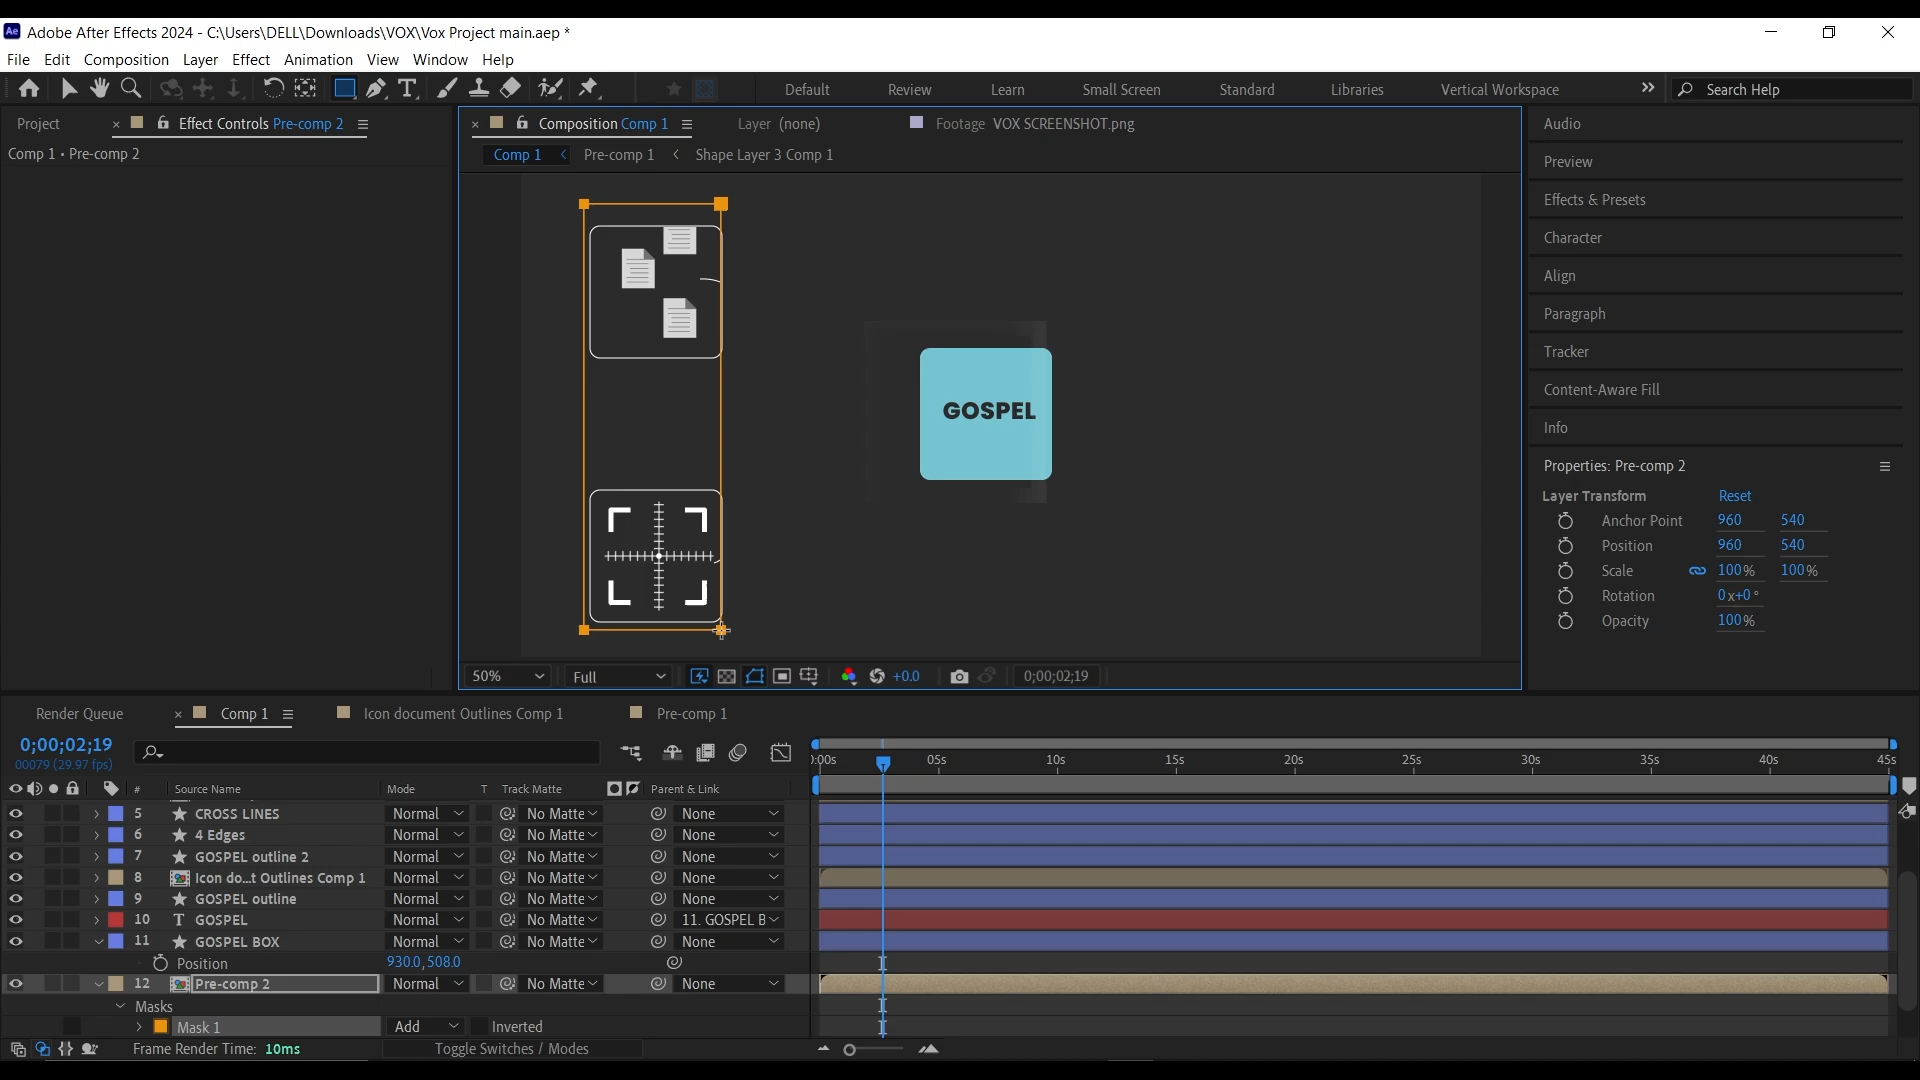 Adobe After Effects 2024 - C:\Users\DELL\Downloads\VOX\Vox Project main.aep *
File Edit Composition Layer Effect Animation View Window Help
Default Review Learn Small Screen Standard Libraries Vertical Workspace Search Help
Project Effect Controls Pre-comp 2
Composition Comp 1 Layer (none) Footage VOX SCREENSHOT.png
Comp 1 • Pre-comp 2
Comp 1 Pre-comp 1 Shape Layer 3 Comp 1
GOSPEL
50% Full +0.0 0;00;02;19
Audio
Preview
Effects & Presets
Character
Align
Paragraph
Tracker
Content-Aware Fill
Info
Properties: Pre-comp 2
Layer Transform Reset
Anchor Point 960 540
Position 960 540
Scale 100% 100%
Rotation 0x+0°
Opacity 100%
Render Queue Comp 1 Icon document Outlines Comp 1 Pre-comp 1
0;00;02;19
00079 (29.97 fps)
# Source Name Mode T Track Matte Parent & Link
):00s 05s 10s 15s 20s 25s 30s 35s 40s 45s
5 CROSS LINES Normal No Matte None
6 4 Edges Normal No Matte None
7 GOSPEL outline 2 Normal No Matte None
8 Icon do...t Outlines Comp 1 Normal No Matte None
9 GOSPEL outline Normal No Matte None
10 T GOSPEL Normal No Matte 11. GOSPEL B
11 GOSPEL BOX Normal No Matte None
Position 930.0,508.0
12 Pre-comp 2 Normal No Matte None
Masks
Mask 1 Add Inverted
Frame Render Time: 10ms Toggle Switches / Modes